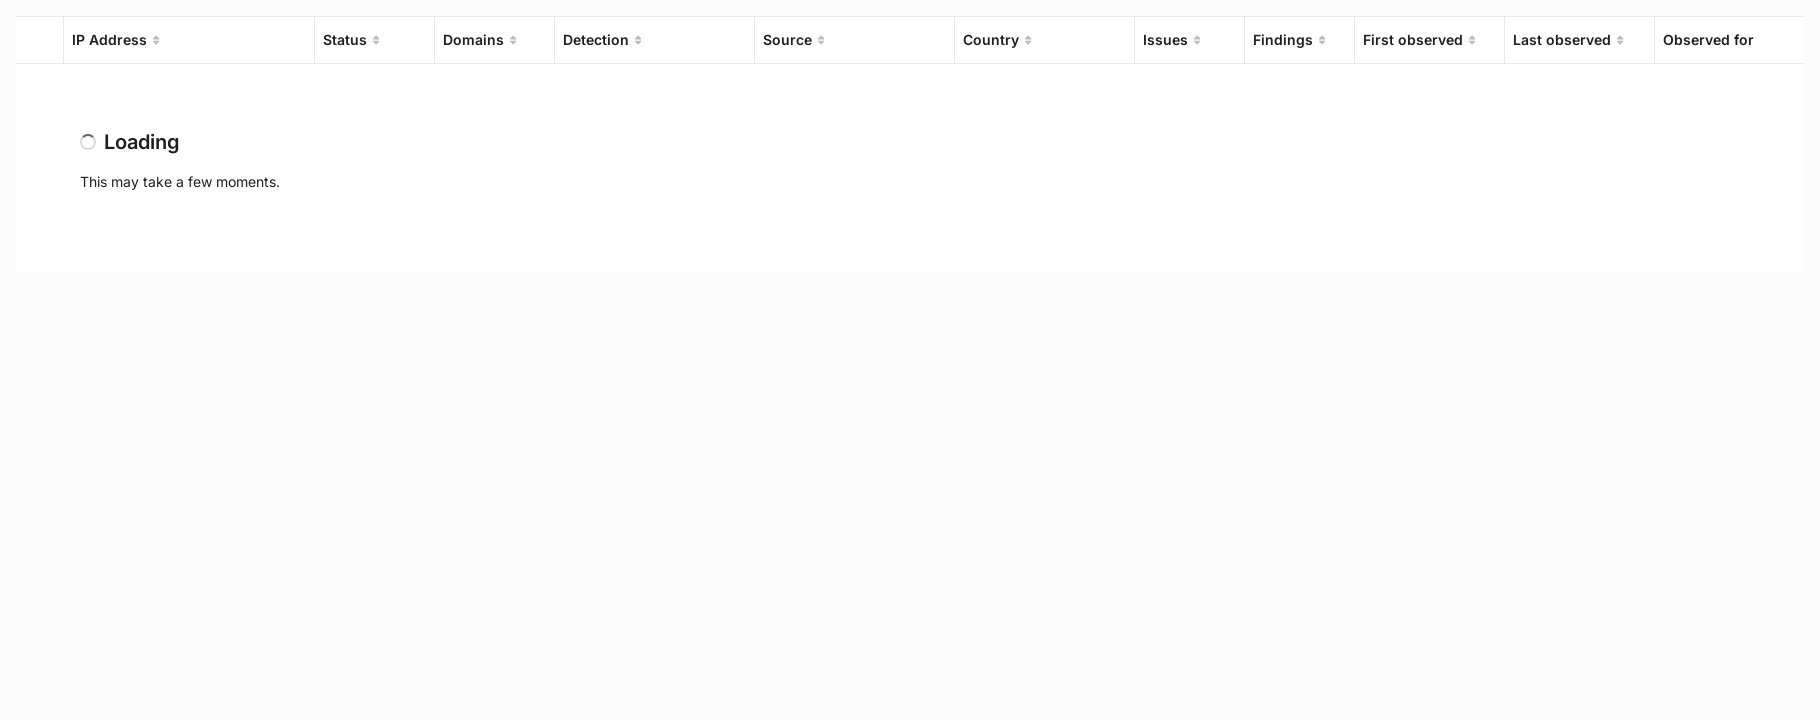 IP Address Status Domains Detection Source Country Issues Findings First observed Last observed Observed for
Loading
This may take a few moments.